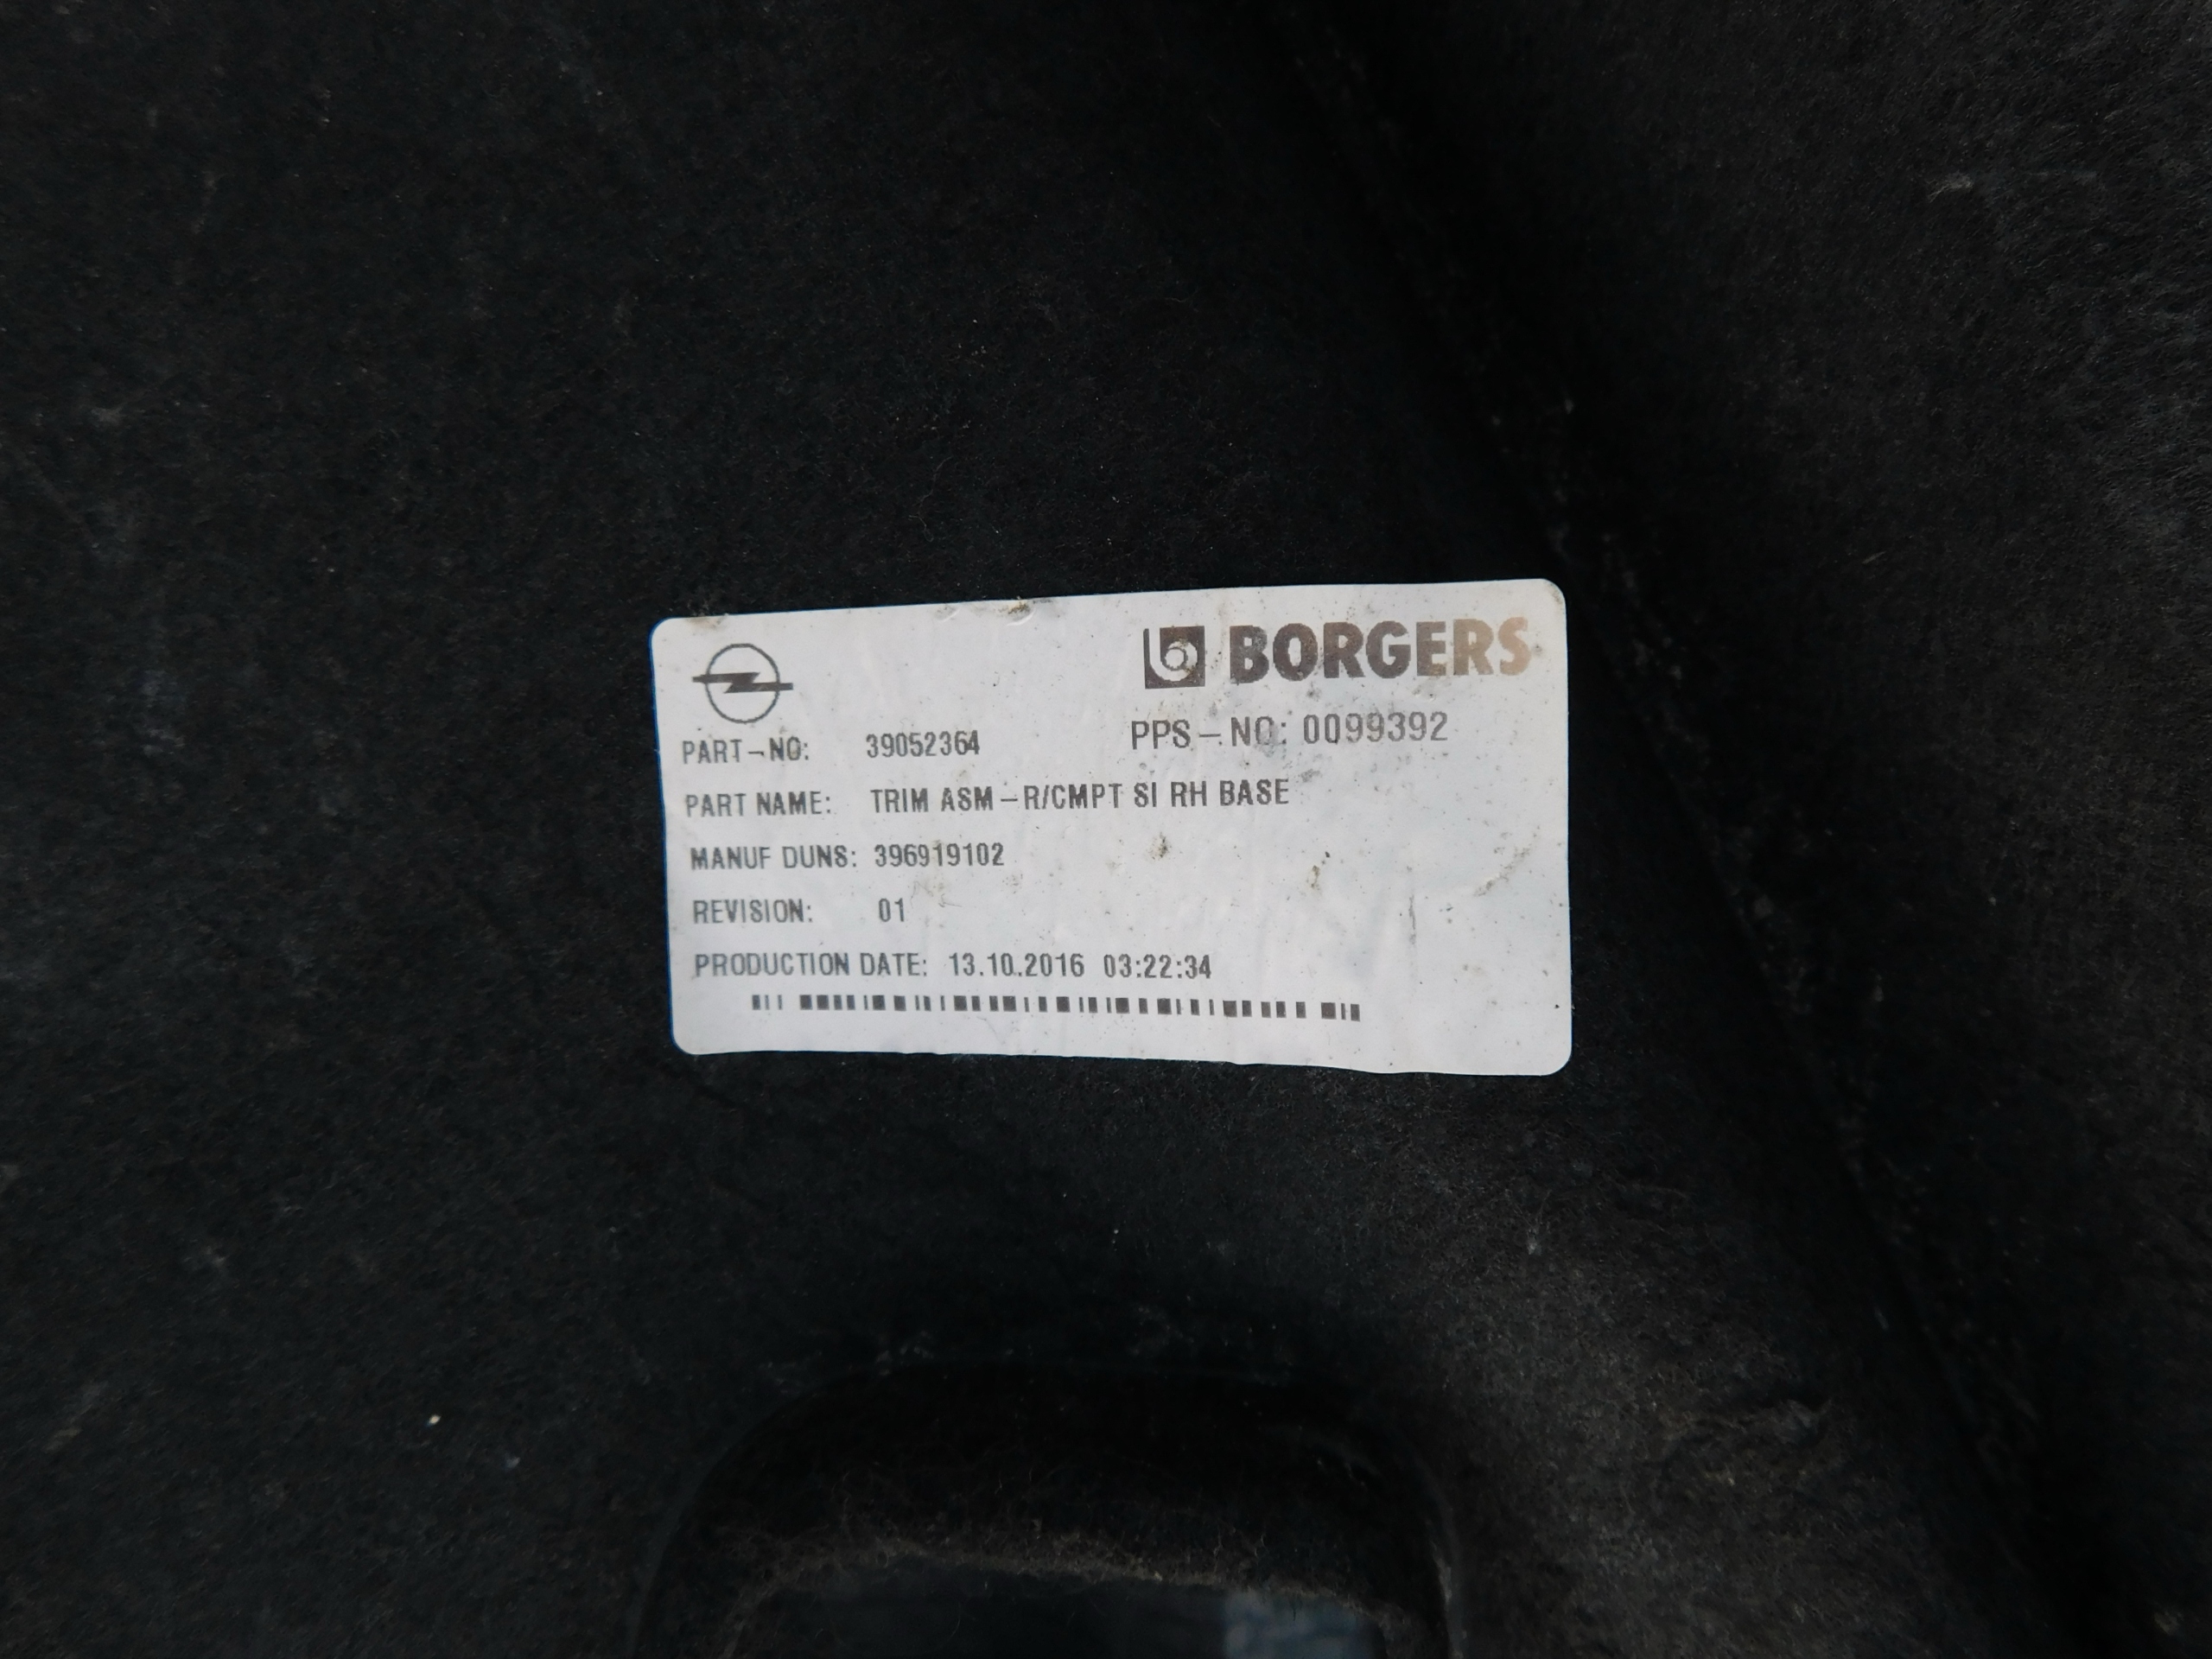 BORGERS
PART-NO: 39052364 PPS-NO: 0099392
PART NAME: TRIM ASM-R/CMPT SI RH BASE
MANUF DUNS: 396919102
REVISION: 01
PRODUCTION DATE: 13.10.2016 03:22:34